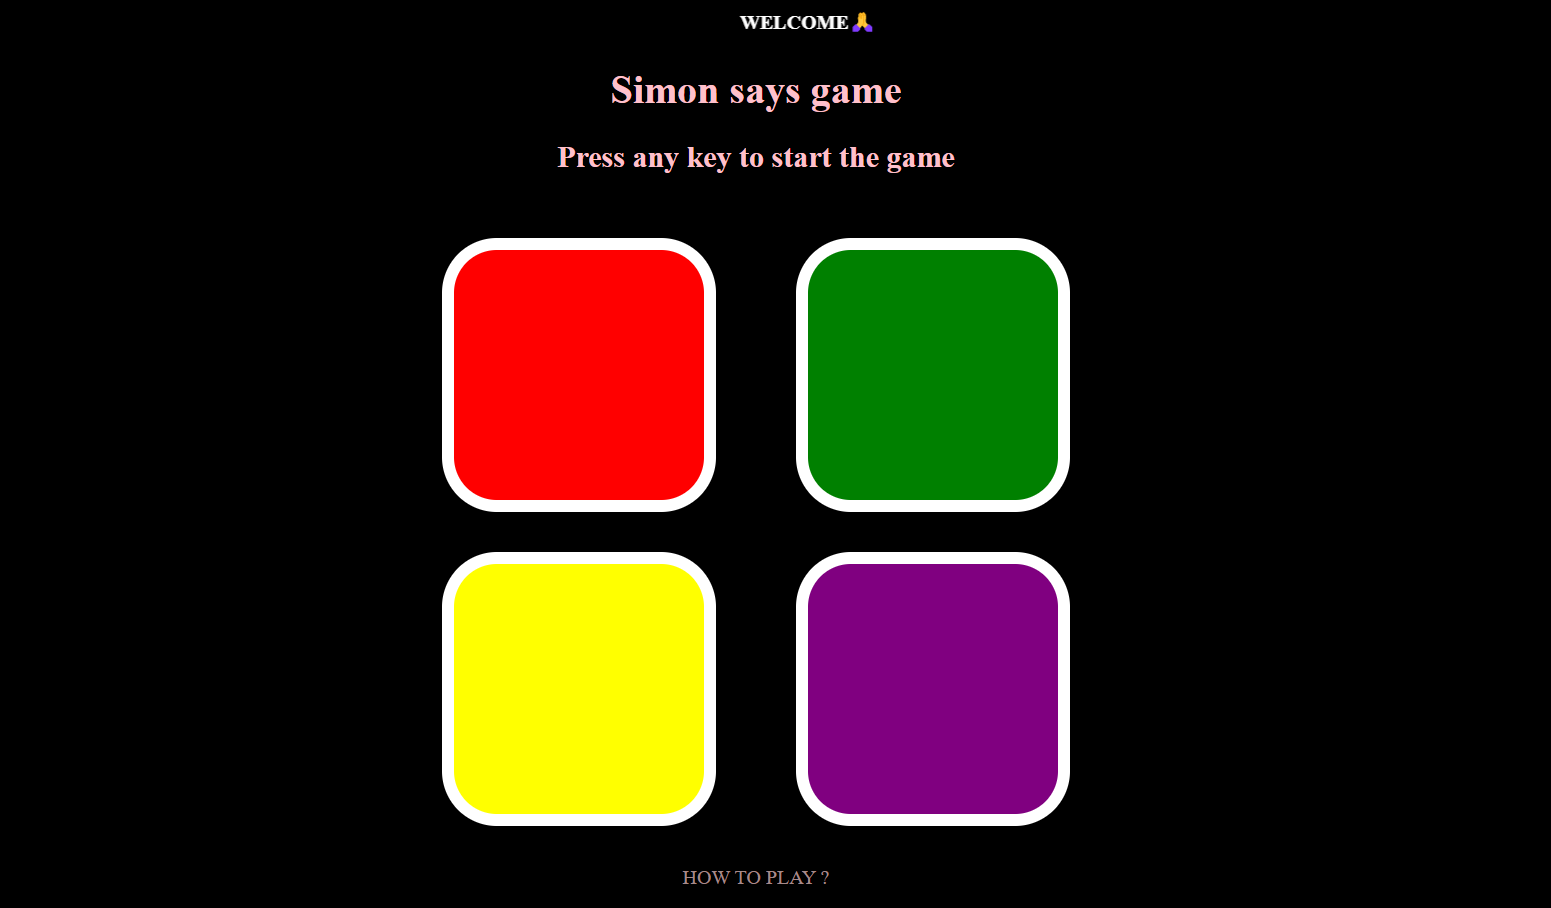 WELCOME🙏
Simon says game
Press any key to start the game
HOW TO PLAY ?